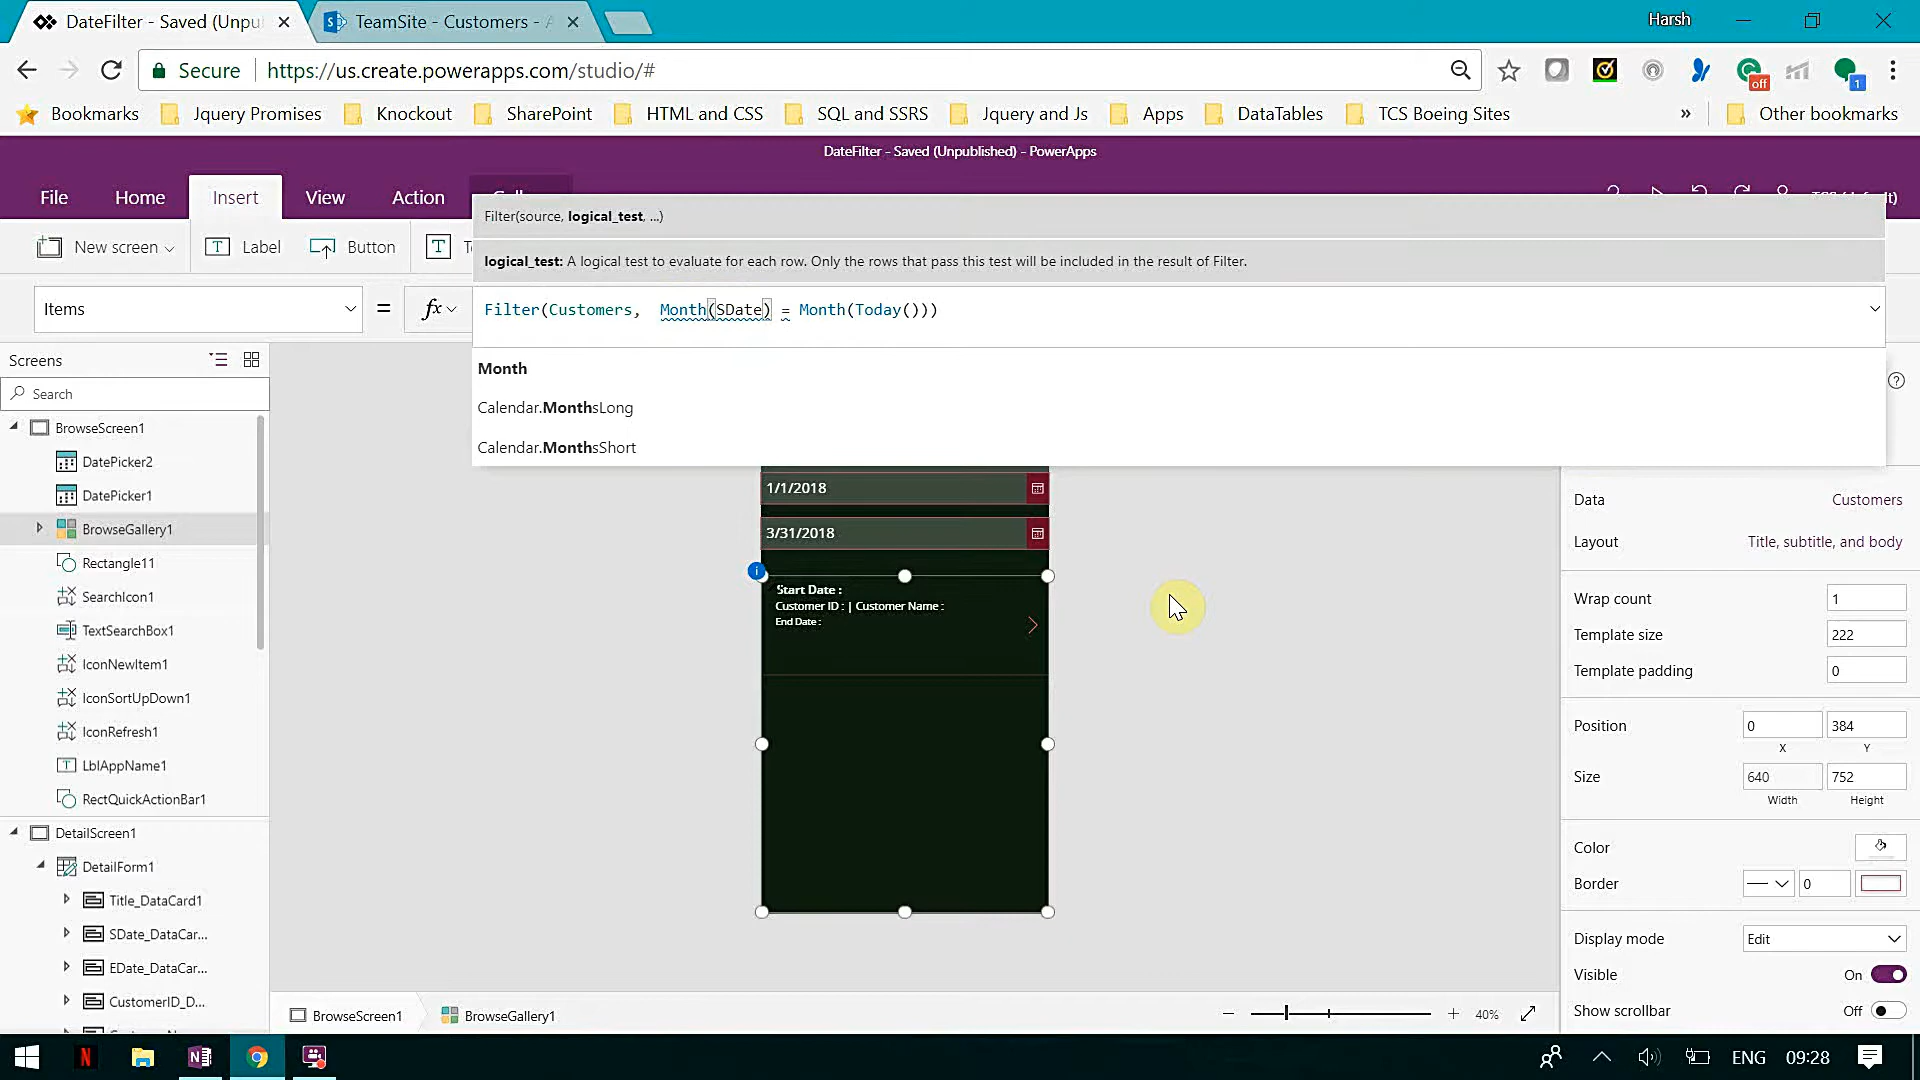 DateFilter - Saved (Unpu
TeamSite - Customers - A
Harsh
Secure
https://us.create.powerapps.com/studio/#
off
1
Bookmarks
Jquery Promises
Knockout
SharePoint
HTML and CSS
SQL and SSRS
Jquery and Js
Apps
DataTables
TCS Boeing Sites
»
Other bookmarks
DateFilter - Saved (Unpublished) - PowerApps
File
Home
Insert
View
Action
Filter(source, logical_test, ...)
New screen
Label
Button
logical_test: A logical test to evaluate for each row. Only the rows that pass this test will be included in the result of Filter.
Items
=
fx
Filter(Customers,  Month(SDate) = Month(Today()))
Month
Calendar.MonthsLong
Calendar.MonthsShort
Screens
Search
BrowseScreen1
DatePicker2
DatePicker1
BrowseGallery1
Rectangle11
SearchIcon1
TextSearchBox1
IconNewItem1
IconSortUpDown1
IconRefresh1
LblAppName1
RectQuickActionBar1
DetailScreen1
DetailForm1
Title_DataCard1
SDate_DataCar...
EDate_DataCar...
CustomerID_D...
1/1/2018
3/31/2018
Start Date :
Customer ID : | Customer Name :
End Date :
Data
Customers
Layout
Title, subtitle, and body
Wrap count
1
Template size
222
Template padding
0
Position
0
384
X
Y
Size
640
752
Width
Height
Color
Border
0
Display mode
Edit
Visible
On
Show scrollbar
Off
BrowseScreen1
BrowseGallery1
40%
ENG
09:28